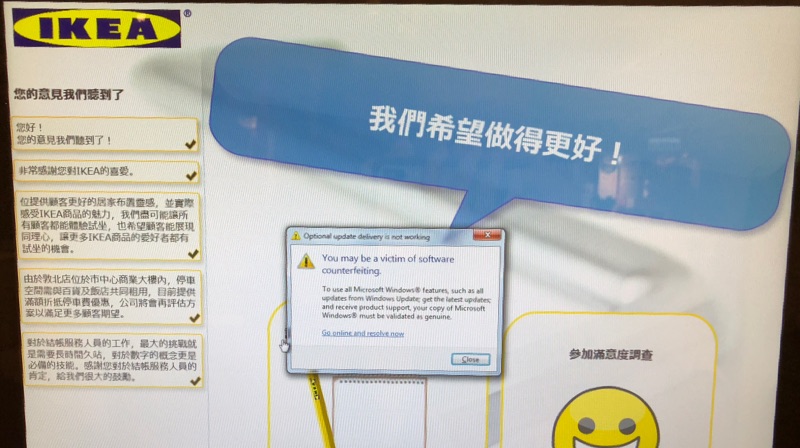 IKEA®
您的意見我們聽到了
您好！
您的意見我們聽到了！
非常感謝您對IKEA的喜愛。
位提供顧客更好的居家布置靈感，並實際
感受IKEA商品的魅力，我們盡可能讓所
有顧客都能體驗試坐，也希望顧客能展現
同理心，讓更多IKEA商品的愛好者都有
試坐的機會。
由於敦北店位於市中心商業大樓內，停車
空間需與百貨及飯店共同租用，目前提供
滿額折抵停車費優惠，公司將會再評估方
案以滿足更多顧客期望。
對於結帳服務人員的工作，最大的挑戰就
是需要長時間久站，對於數字的概念更是
必備的技能。感謝您對於結帳服務人員的
肯定，給我們很大的鼓勵。
我們希望做得更好！
Optional update delivery is not working
You may be a victim of software
counterfeiting.
To use all Microsoft Windows® features, such as all
updates from Windows Update; get the latest updates;
and receive product support, your copy of Microsoft
Windows® must be validated as genuine.
Go online and resolve now
Close
參加滿意度調查